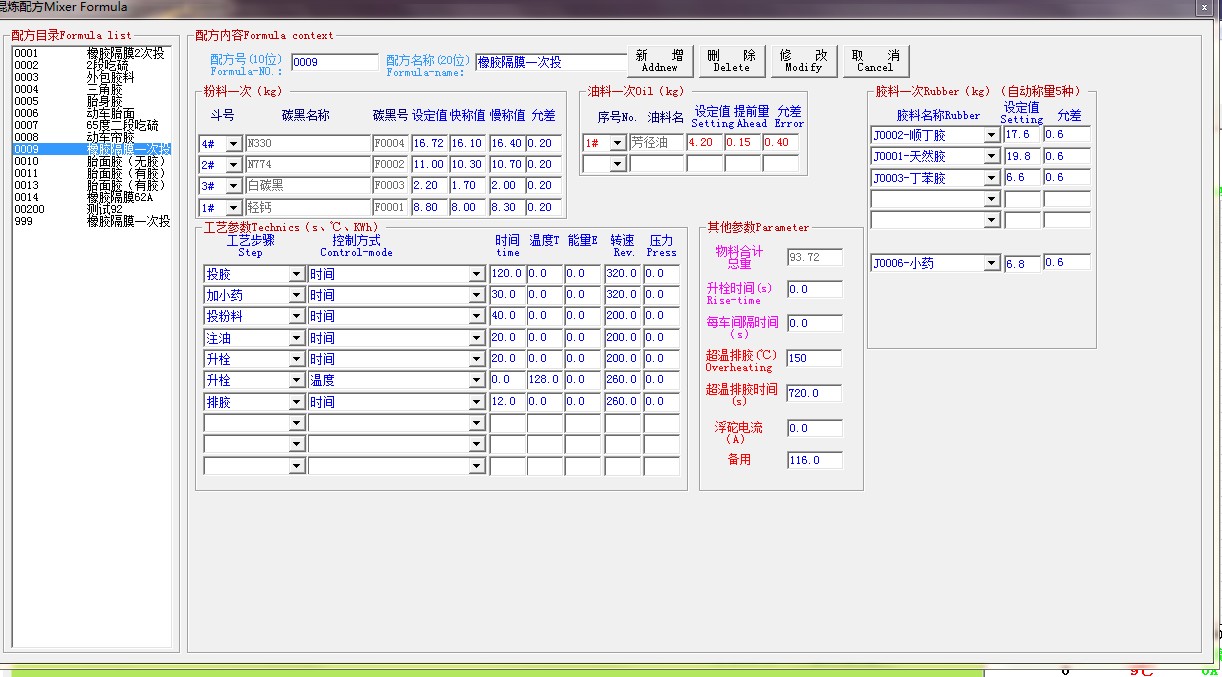 混炼配方Mixer Formula
配方目录Formula list
0001 橡胶隔膜2次投
0002 2段吃硫
0003 外包胶料
0004 三角胶
0005 胎身胶
0006 动车胎面
0007 65度二段吃硫
0008 动车帘胶
0009 橡胶隔膜一次投
0010 胎面胶（无胶）
0011 胎面胶（有胶）
0013 胎面胶（有胶）
0014 橡胶隔膜62A
00200 测试92
999 橡胶隔膜一次投
配方内容Formula context
配方号(10位) 0009 配方名称(20位) 橡胶隔膜一次投
Formula-NO.: Formula-name:
新 增 删 除 修 改 取 消
Addnew Delete Modify Cancel
粉料一次（kg）
斗号 碳黑名称 碳黑号 设定值 快称值 慢称值 允差
4# N330 F0004 16.72 16.10 16.40 0.20
2# N774 F0002 11.00 10.30 10.70 0.20
3# 白碳黑 F0003 2.20 1.70 2.00 0.20
1# 轻钙 F0001 8.80 8.00 8.30 0.20
油料一次Oil（kg）
序号No. 油料名 设定值 提前量 允差
Setting Ahead Error
1# 芳径油 4.20 0.15 0.40
胶料一次Rubber（kg）（自动称量5种）
胶料名称Rubber 设定值 允差
Setting
J0002-顺丁胶 17.6 0.6
J0001-天然胶 19.8 0.6
J0003-丁苯胶 6.6 0.6
J0006-小药 6.8 0.6
工艺参数Technics（s、℃、KWh）
工艺步骤 控制方式 时间 温度T 能量E 转速 压力
Step Control-mode time Rev. Press
投胶 时间 120.0 0.0 0.0 320.0 0.0
加小药 时间 30.0 0.0 0.0 320.0 0.0
投粉料 时间 40.0 0.0 0.0 200.0 0.0
注油 时间 20.0 0.0 0.0 200.0 0.0
升栓 时间 20.0 0.0 0.0 200.0 0.0
升栓 温度 0.0 128.0 0.0 260.0 0.0
排胶 时间 12.0 0.0 0.0 260.0 0.0
其他参数Parameter
物料合计 93.72
总重
升栓时间(s) 0.0
Rise-time
每车间隔时间 0.0
(s)
超温排胶(℃) 150
Overheating
超温排胶时间 720.0
(s)
浮砣电流 0.0
(A)
备用 116.0